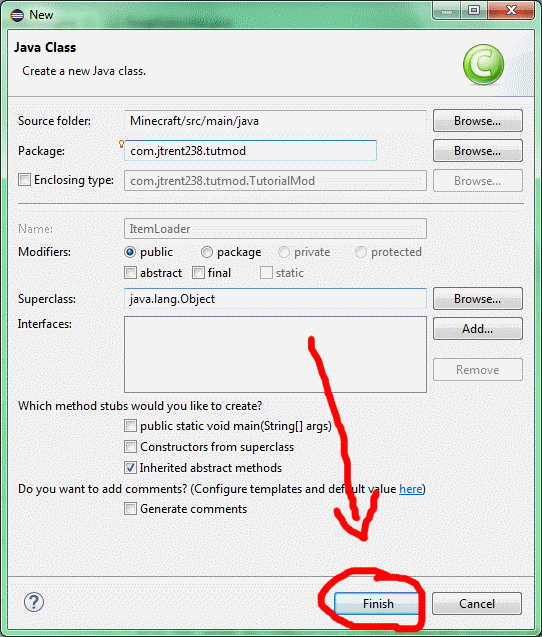 New
Java Class
Create a new Java class.
Source folder: Minecraft/src/main/java Browse...
Package: com.jtrent238.tutmod Browse...
Enclosing type: com.jtrent238.tutmod.TutorialMod Browse...
Name: ItemLoader
Modifiers: public package private protected
abstract final static
Superclass: java.lang.Object Browse...
Interfaces: Add...
Remove
Which method stubs would you like to create?
public static void main(String[] args)
Constructors from superclass
Inherited abstract methods
Do you want to add comments? (Configure templates and default value here)
Generate comments
? Finish Cancel